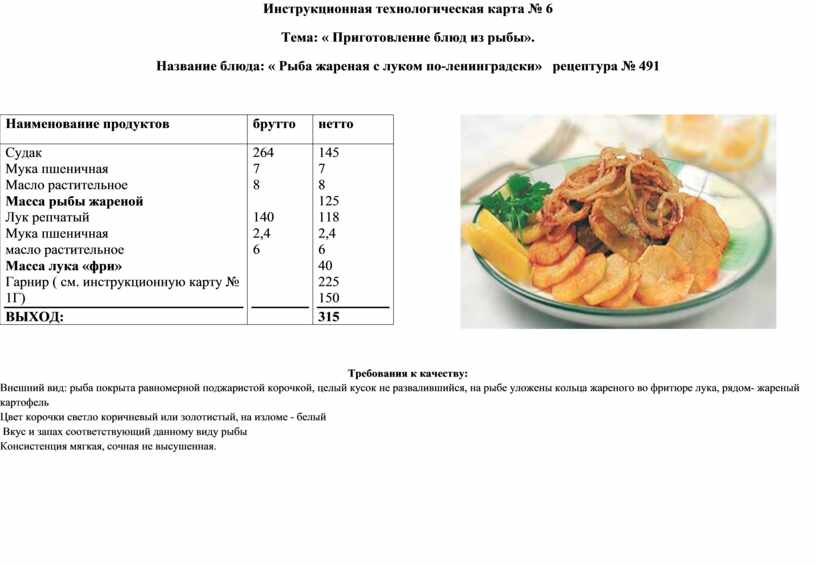 Инструкционная технологическая карта № 6
Тема: « Приготовление блюд из рыбы».
Название блюда: « Рыба жареная с луком по-ленинградски» рецептура № 491
Наименование продуктов брутто нетто
Судак 264 145
Мука пшеничная 7 7
Масло растительное 8 8
Масса рыбы жареной 125
Лук репчатый 140 118
Мука пшеничная 2,4 2,4
масло растительное 6 6
Масса лука «фри» 40
Гарнир ( см. инструкционную карту № 225
1Г) 150
ВЫХОД: 315
Требования к качеству:
Внешний вид: рыба покрыта равномерной поджаристой корочкой, целый кусок не развалившийся, на рыбе уложены кольца жареного во фритюре лука, рядом- жареный
картофель
Цвет корочки светло коричневый или золотистый, на изломе - белый
Вкус и запах соответствующий данному виду рыбы
Консистенция мягкая, сочная не высушенная.